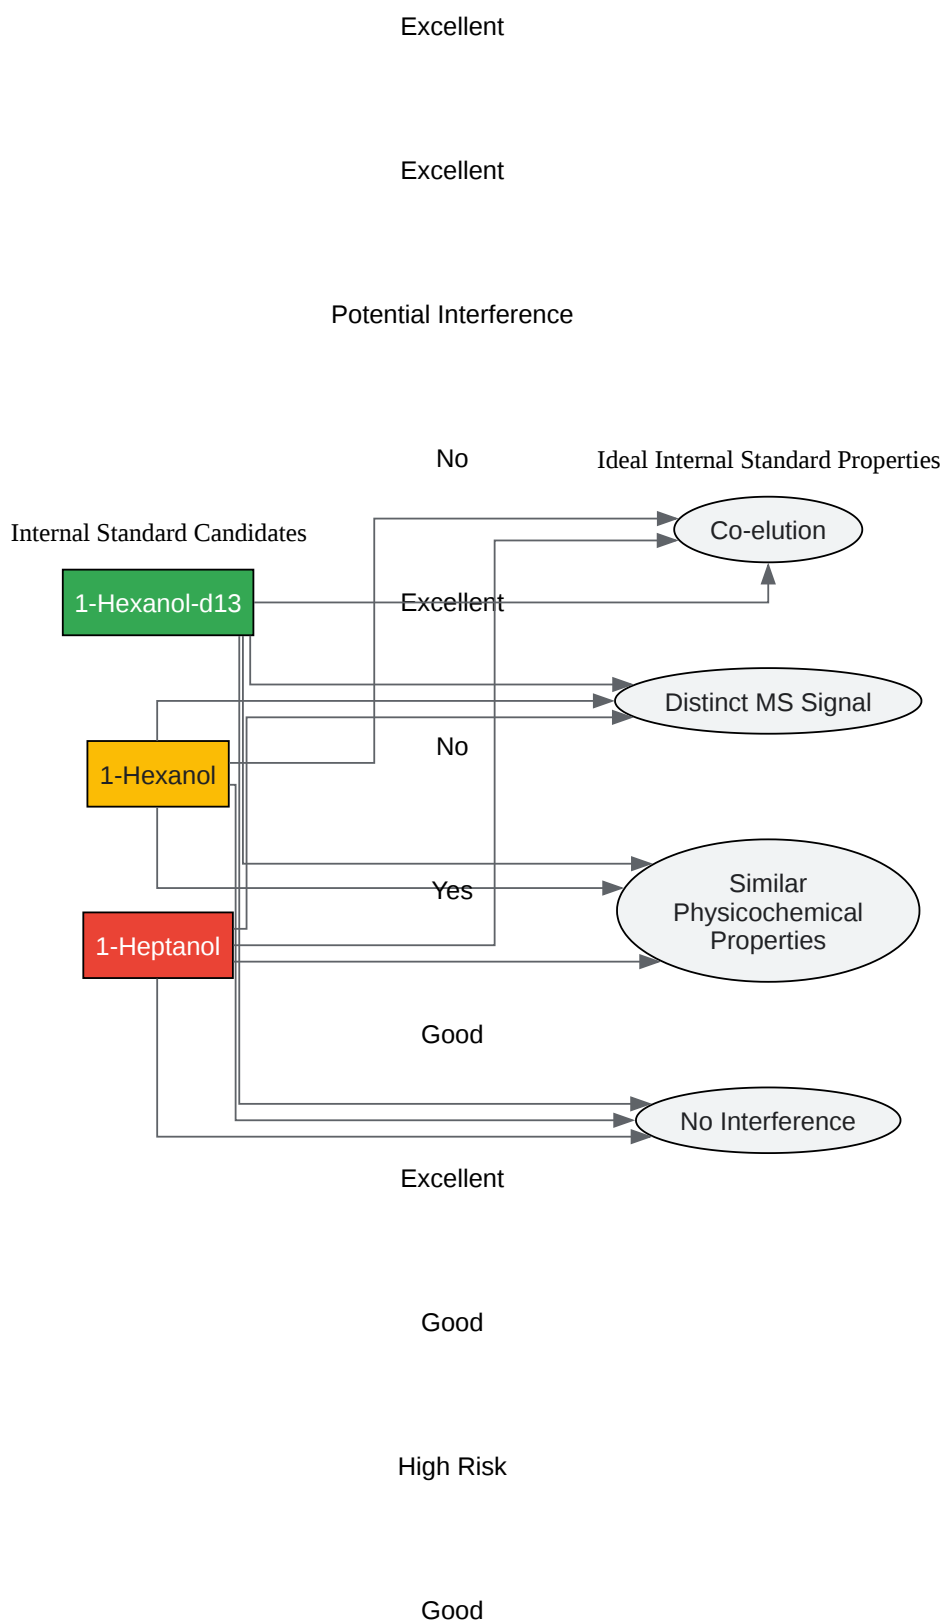 Excellent
Excellent
Potential Interference
No
Ideal Internal Standard Properties
Co-elution
Internal Standard Candidates
1-Hexanol-d13
Excellent
Distinct MS Signal
No
1-Hexanol
Yes
Similar
Physicochemical
Properties
1-Heptanol
Good
No Interference
Excellent
Good
High Risk
Good